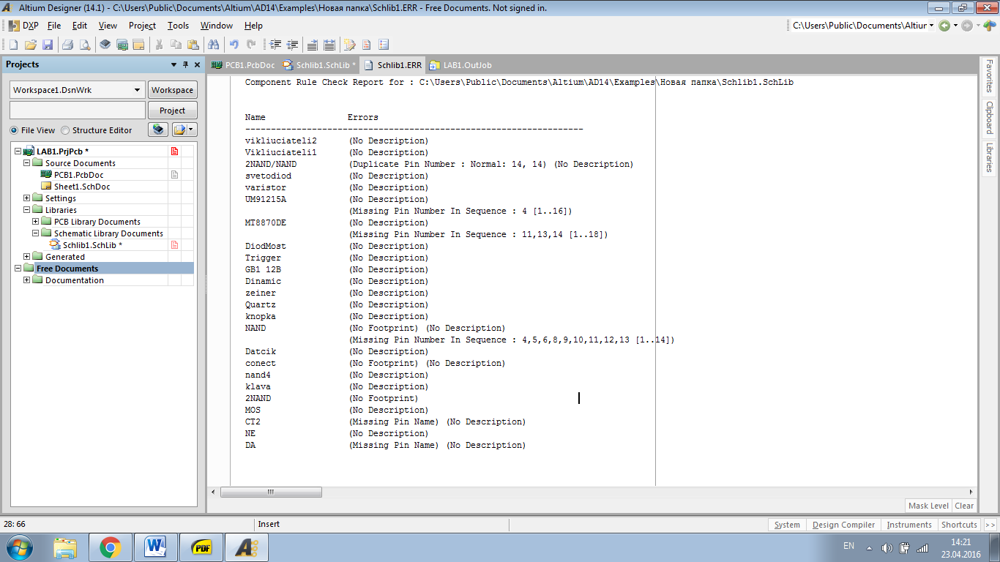 Altium Designer (14.1) - C:\Users\Public\Documents\Altium\AD14\Examples\Новая папка\Schlib1.ERR - Free Documents. Not signed in.
DXP File Edit View Project Tools Window Help C:\Users\Public\Documents\Altiur
Projects
PCB1.PcbDoc Schlib1.SchLib * Schlib1.ERR LAB1.OutJob
Workspace1.DsnWrk Workspace
Project
File View Structure Editor
LAB1.PrjPcb *
Source Documents
PCB1.PcbDoc
Sheet1.SchDoc
Settings
Libraries
PCB Library Documents
Schematic Library Documents
Schlib1.SchLib *
Generated
Free Documents
Documentation
Component Rule Check Report for : C:\Users\Public\Documents\Altium\AD14\Examples\Новая папка\Schlib1.SchLib
Name Errors
------------------------------------------------------------------
vikliuciateli2 (No Description)
Vikliuciateli1 (No Description)
2NAND/NAND (Duplicate Pin Number : Normal: 14, 14) (No Description)
svetodiod (No Description)
varistor (No Description)
UM91215A (No Description)
(Missing Pin Number In Sequence : 4 [1..16])
MT8870DE (No Description)
(Missing Pin Number In Sequence : 11,13,14 [1..18])
DiodMost (No Description)
Trigger (No Description)
GB1 12B (No Description)
Dinamic (No Description)
zeiner (No Description)
Quartz (No Description)
knopka (No Description)
NAND (No Footprint) (No Description)
(Missing Pin Number In Sequence : 4,5,6,8,9,10,11,12,13 [1..14])
Datcik (No Description)
conect (No Footprint) (No Description)
nand4 (No Description)
klava (No Description)
2NAND (No Footprint)
MOS (No Description)
CT2 (Missing Pin Name) (No Description)
NE (No Description)
DA (Missing Pin Name) (No Description)
Favorites
Clipboard
Libraries
Mask Level Clear
28: 66 Insert System Design Compiler Instruments Shortcuts >>
PDF
EN 14:21
23.04.2016